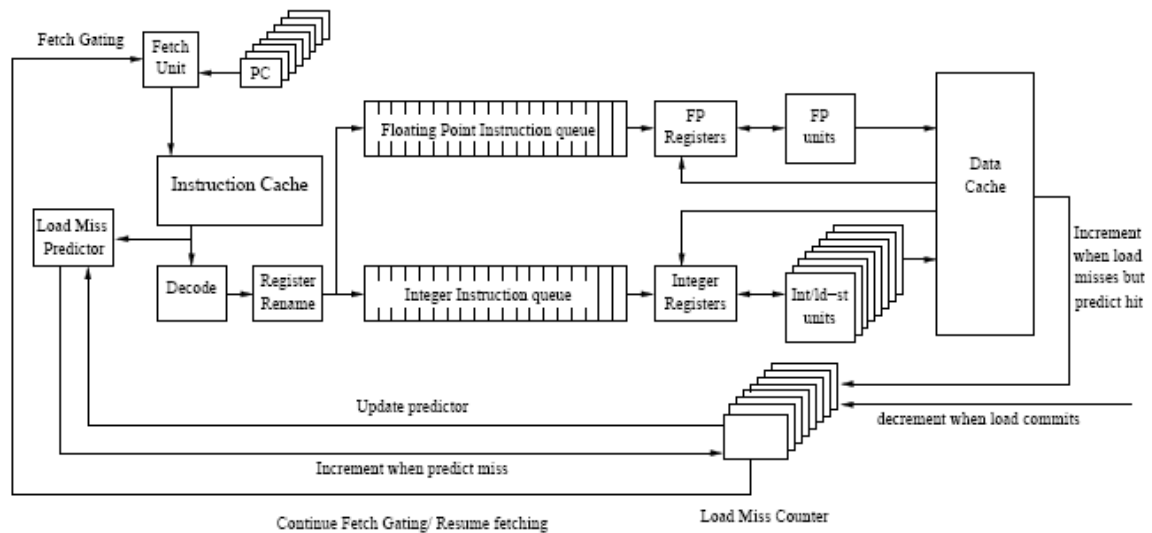 Fetch Gating
Fetch
Unit
PC
Instruction Cache
Load Miss
Predictor
Decode
Register
Rename
Floating Point Instruction queue
Integer Instruction queue
FP
Registers
FP
units
Integer
Registers
Int/ld-st
units
Data
Cache
Increment
when load
misses but
predict hit
decrement when load commits
Update predictor
Increment when predict miss
Load Miss Counter
Continue Fetch Gating/ Resume fetching